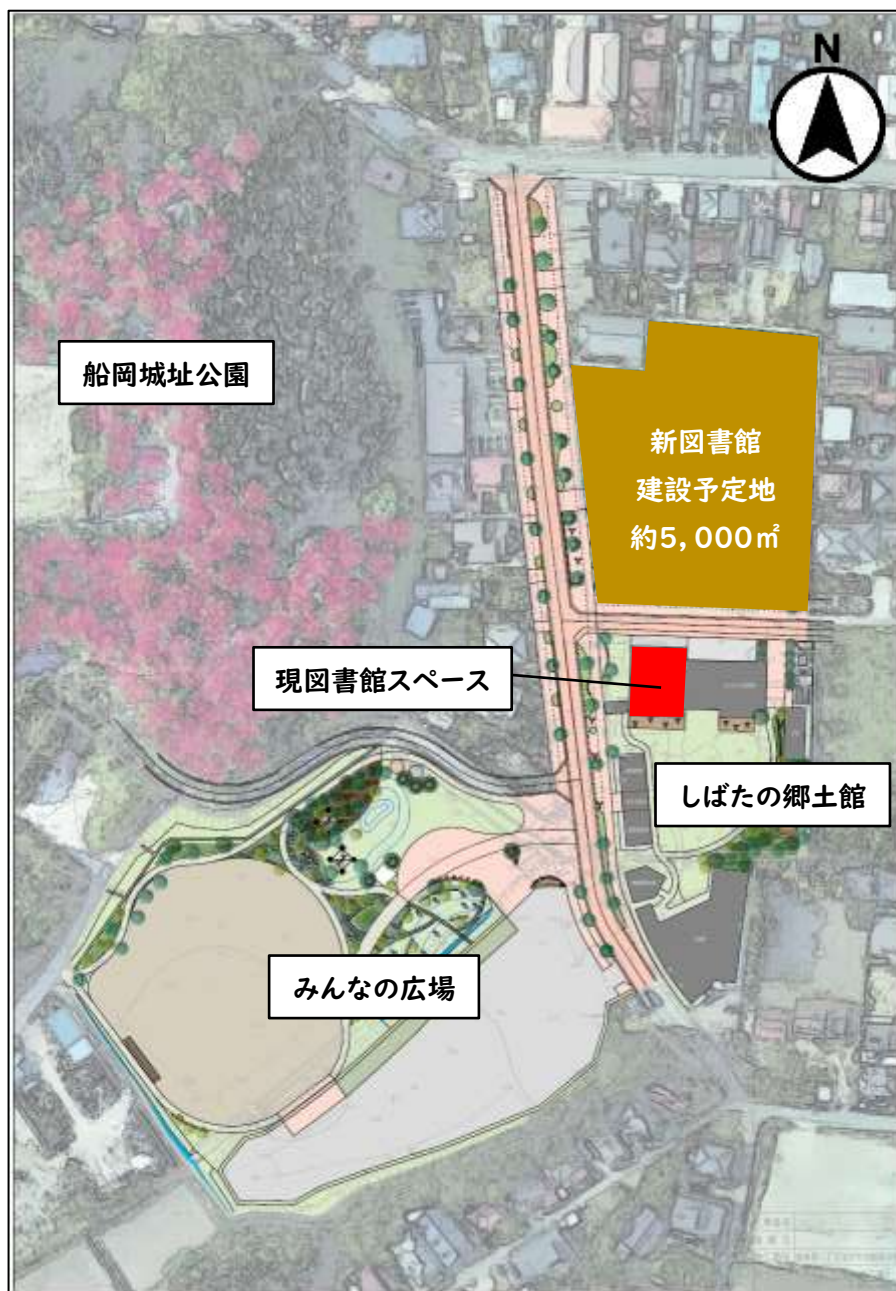 N
船岡城址公園
新図書館
建設予定地
約5,000㎡
現図書館スペース
しばたの郷土館
みんなの広場